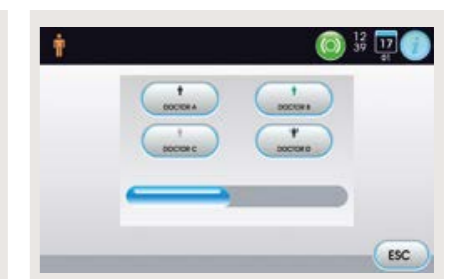 12
39
17
01
i
DOCTOR A
DOCTOR B
DOCTOR C
DOCTOR D
ESC